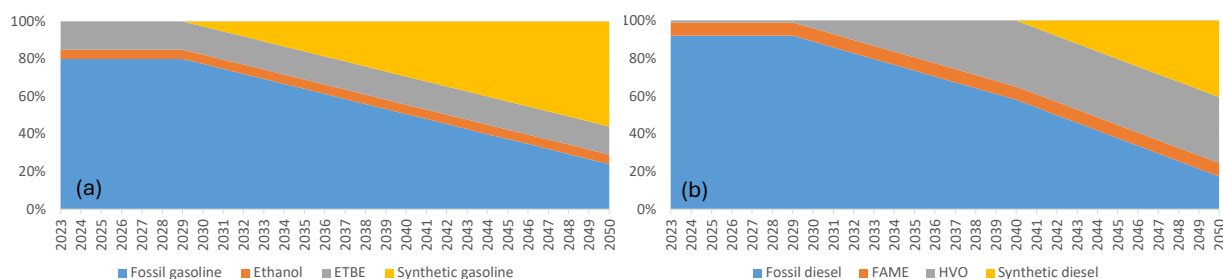 100%
80%
60%
40%
20%
0%
(a)
2023 2024 2025 2026 2027 2028 2029 2030 2031 2032 2033 2034 2035 2036 2037 2038 2039 2040 2041 2042 2043 2044 2045 2046 2047 2048 2049 2050
Fossil gasoline Ethanol ETBE Synthetic gasoline
100%
80%
60%
40%
20%
0%
(b)
2023 2024 2025 2026 2027 2028 2029 2030 2031 2032 2033 2034 2035 2036 2037 2038 2039 2040 2041 2042 2043 2044 2045 2046 2047 2048 2049 2050
Fossil diesel FAME HVO Synthetic diesel